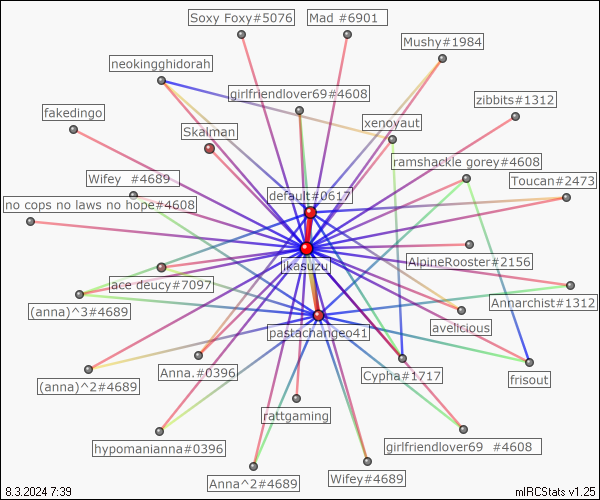 Soxy Foxy#5076
Mad #6901
Mushy#1984
neokingghidorah
girlfriendlover69#4608
zibbits#1312
fakedingo
xenoyaut
Skalman
ramshackle gorey#4608
Wifey #4689
Toucan#2473
default#0617
no cops no laws no hope#4608
AlpineRooster#2156
jkasuzu
ace deucy#7097
Annarchist#1312
(anna)^3#4689
avelicious
pastachangeo41
Anna.#0396
Cypha#1717
frisout
(anna)^2#4689
rattgaming
hypomanianna#0396
girlfriendlover69 #4608
Anna^2#4689
Wifey#4689
8.3.2024 7:39
mIRCStats v1.25